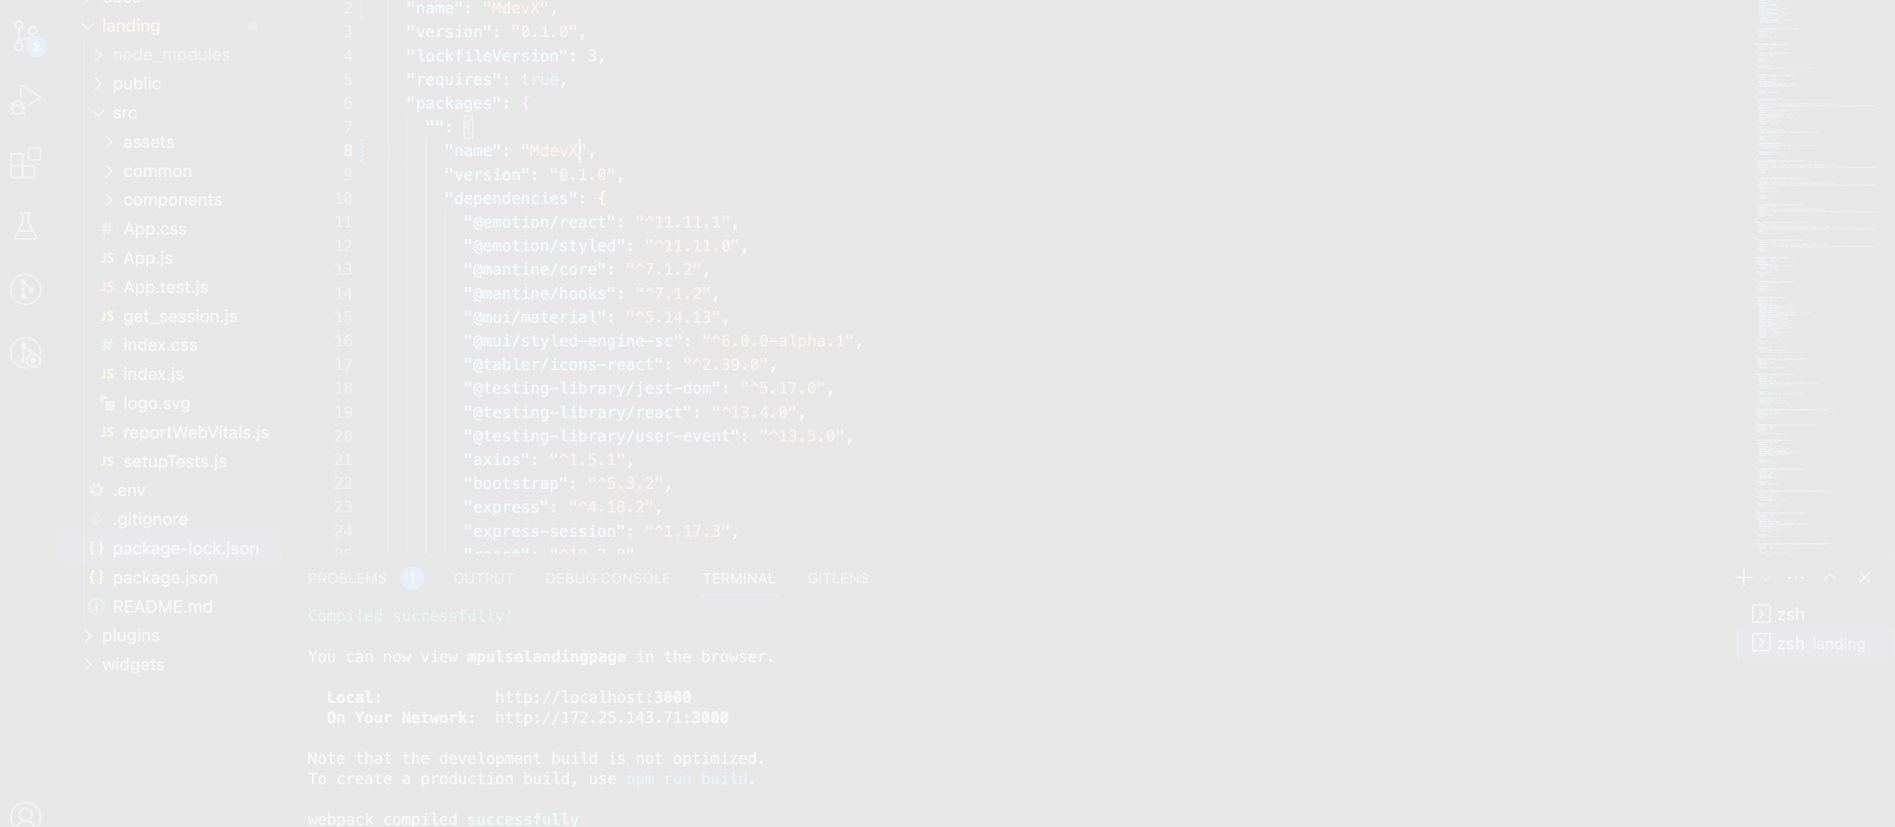 landing
node_modules
public
src
assets
common
components
App.css
App.js
App.test.js
get_session.js
index.css
index.js
logo.svg
reportWebVitals.js
setupTests.js
.env
.gitignore
package-lock.json
package.json
README.md
plugins
widgets
2
2 "name": "MdevX",
3 "version": "0.1.0",
4 "lockfileVersion": 3,
5 "requires": true,
6 "packages": {
7 "": {
8 "name": "MdevX",
9 "version": "0.1.0",
10 "dependencies": {
11 "@emotion/react": "^11.11.1",
12 "@emotion/styled": "^11.11.0",
13 "@mantine/core": "^7.1.2",
14 "@mantine/hooks": "^7.1.2",
15 "@mui/material": "^5.14.13",
16 "@mui/styled-engine-sc": "^6.0.0-alpha.1",
17 "@tabler/icons-react": "^2.39.0",
18 "@testing-library/jest-dom": "^5.17.0",
19 "@testing-library/react": "^13.4.0",
20 "@testing-library/user-event": "^13.5.0",
21 "axios": "^1.5.1",
22 "bootstrap": "^5.3.2",
23 "express": "^4.18.2",
24 "express-session": "^1.17.3",
PROBLEMS 1 OUTPUT DEBUG CONSOLE TERMINAL GITLENS
Compiled successfully!
You can now view mpulselandingpage in the browser.
Local: http://localhost:3000
On Your Network: http://172.25.143.71:3000
Note that the development build is not optimized.
To create a production build, use npm run build.
webpack compiled successfully
zsh
zsh landing